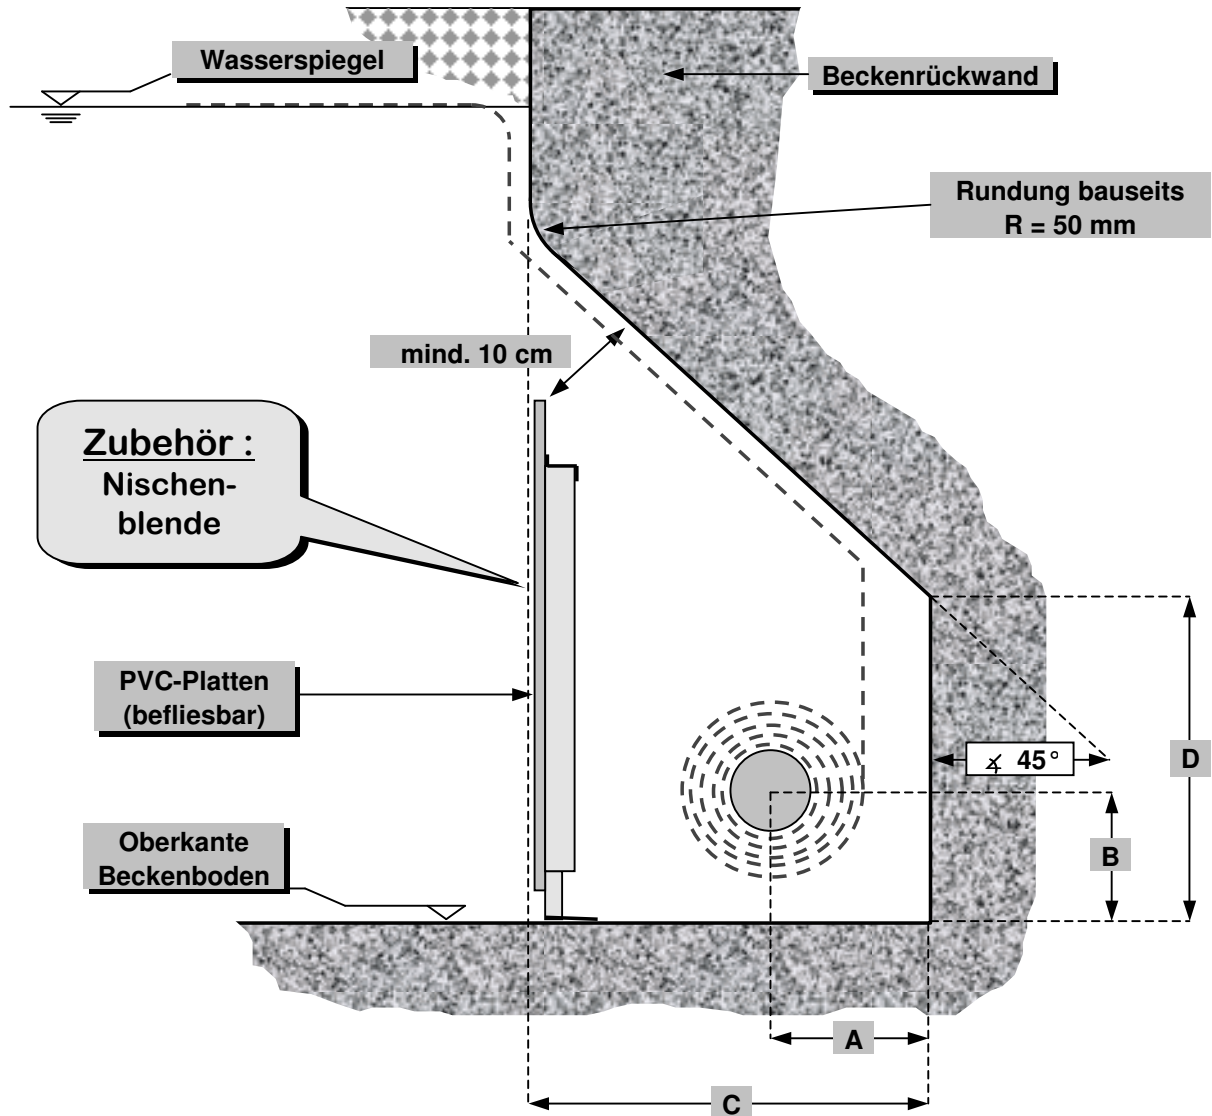 Wasserspiegel
Beckenrückwand
Rundung bauseits
R = 50 mm
mind. 10 cm
Zubehör :
Nischen-
blende
PVC-Platten
(befliesbar)
∡ 45°
D
B
Oberkante
Beckenboden
A
C